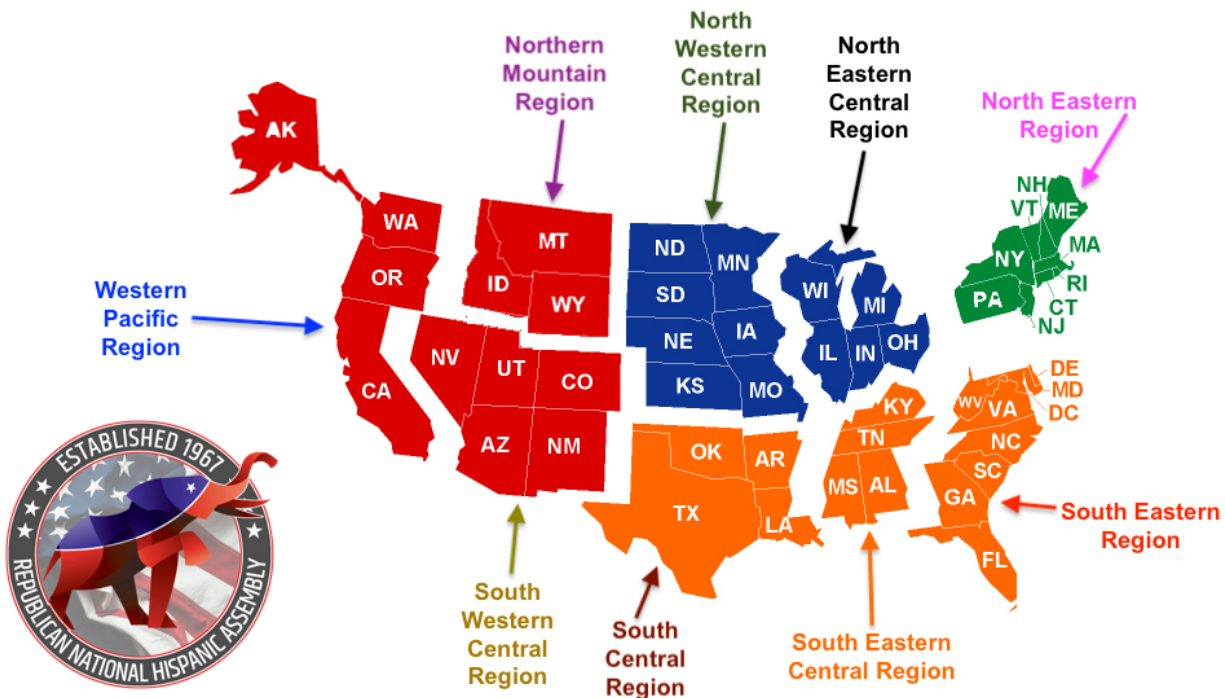 Northern
Mountain
Region
North
Western
Central
Region
North
Eastern
Central
Region
North Eastern
Region
AK
WA
OR
CA
MT
ID
WY
NV
UT
CO
AZ
NM
ND
MN
SD
NE
IA
KS
MO
WI
MI
IL
IN
OH
NH
VT
ME
NY
MA
RI
PA
CT
NJ
Western
Pacific
Region
OK
AR
TX
LA
KY
TN
MS
AL
DE
MD
WV
VA
DC
NC
SC
GA
FL
South Eastern
Region
South
Western
Central
Region
South
Central
Region
South Eastern
Central Region
ESTABLISHED 1967
REPUBLICAN NATIONAL HISPANIC ASSEMBLY